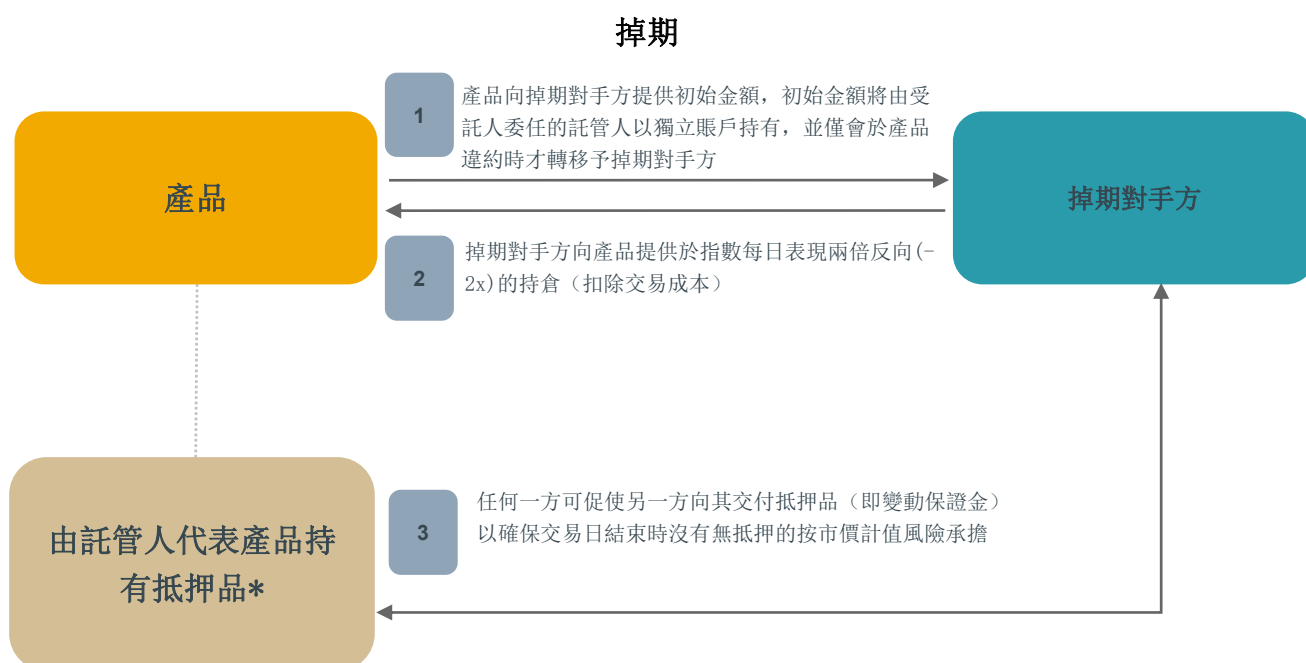 掉期
1
產品向掉期對手方提供初始金額，初始金額將由受
託人委任的託管人以獨立賬戶持有，並僅會於產品
違約時才轉移予掉期對手方
產品
掉期對手方
2
掉期對手方向產品提供於指數每日表現兩倍反向(-
2x)的持倉（扣除交易成本）
由託管人代表產品持
有抵押品*
3
任何一方可促使另一方向其交付抵押品（即變動保證金）
以確保交易日結束時沒有無抵押的按市價計值風險承擔